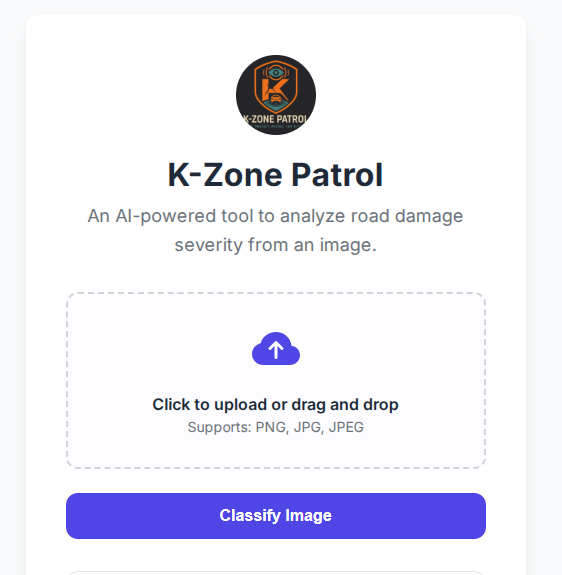 K-ZONE PATROL
K-Zone Patrol
An AI-powered tool to analyze road damage
severity from an image.
Click to upload or drag and drop
Supports: PNG, JPG, JPEG
Classify Image